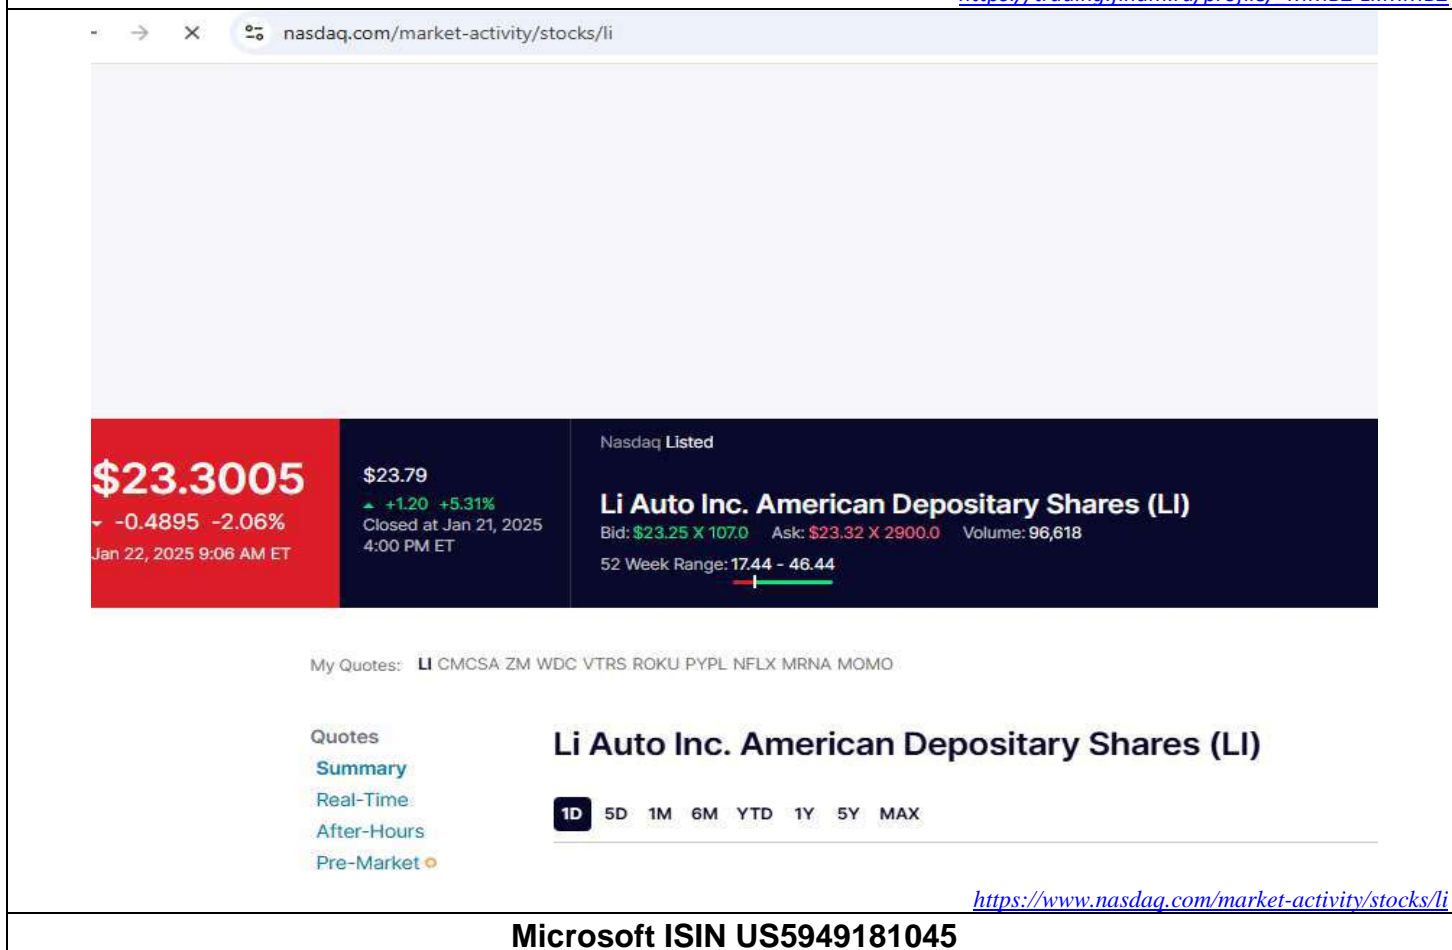 nasdaq.com/market-activity/stocks/li
Nasdaq Listed
$23.3005
-0.4895 -2.06%
Jan 22, 2025 9:06 AM ET
$23.79
+1.20 +5.31%
Closed at Jan 21, 2025
4:00 PM ET
Li Auto Inc. American Depositary Shares (LI)
Bid: $23.25 X 107.0 Ask: $23.32 X 2900.0 Volume: 96,618
52 Week Range: 17.44 - 46.44
My Quotes: LI CMCSA ZM WDC VTRS ROKU PYPL NFLX MRNA MOMO
Quotes
Summary
Real-Time
After-Hours
Pre-Market
Li Auto Inc. American Depositary Shares (LI)
1D 5D 1M 6M YTD 1Y 5Y MAX
https://www.nasdaq.com/market-activity/stocks/li
Microsoft ISIN US5949181045